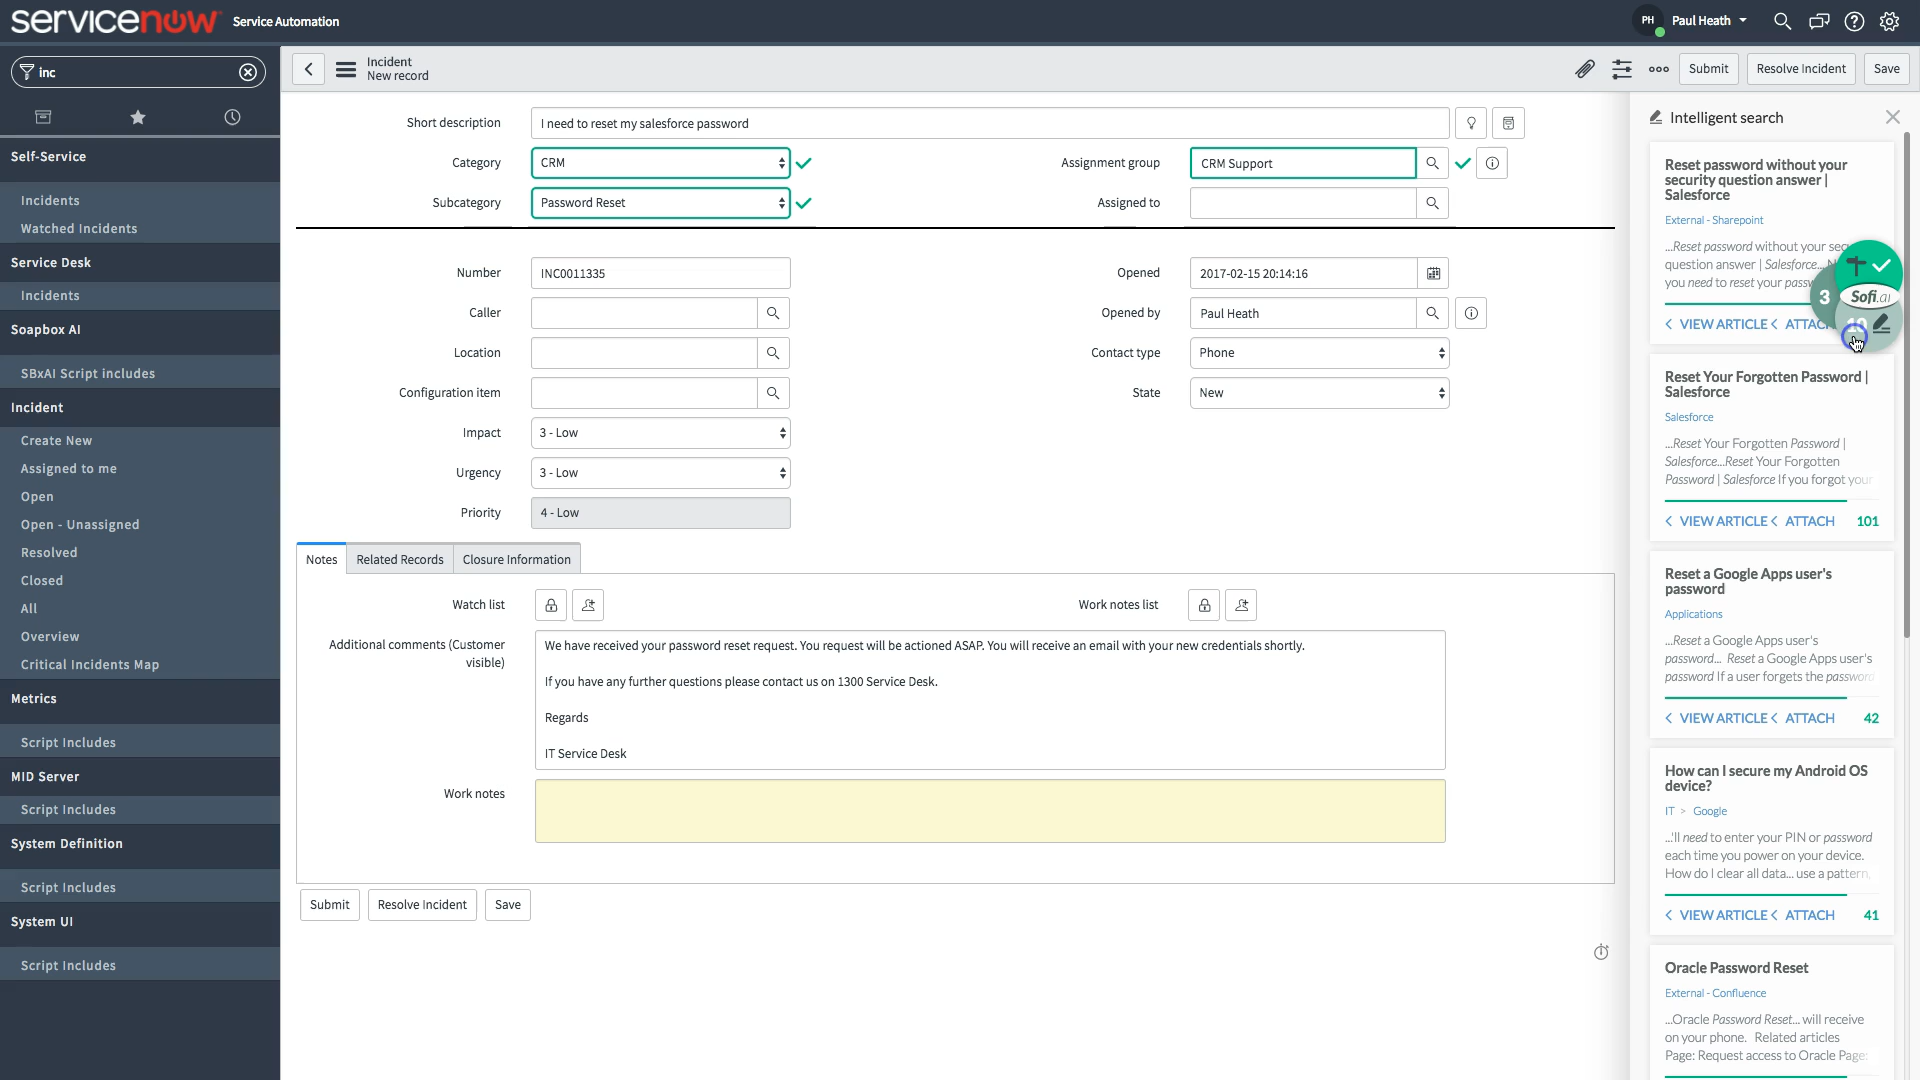 servicenow Service Automation
PH Paul Heath
inc
Incident
New record
Submit Resolve Incident Save
Self-Service
Incidents
Watched Incidents
Service Desk
Incidents
Soapbox AI
SBxAI Script includes
Incident
Create New
Assigned to me
Open
Open - Unassigned
Resolved
Closed
All
Overview
Critical Incidents Map
Metrics
Script Includes
MID Server
Script Includes
System Definition
Script Includes
System UI
Script Includes
Short description I need to reset my salesforce password
Category CRM
Assignment group CRM Support
Subcategory Password Reset
Assigned to
Number INC0011335
Opened 2017-02-15 20:14:16
Caller
Opened by Paul Heath
Location
Contact type Phone
Configuration item
State New
Impact 3 - Low
Urgency 3 - Low
Priority 4 - Low
Notes Related Records Closure Information
Watch list
Work notes list
Additional comments (Customer
visible)
We have received your password reset request. You request will be actioned ASAP. You will receive an email with your new credentials shortly.
If you have any further questions please contact us on 1300 Service Desk.
Regards
IT Service Desk
Work notes
Submit Resolve Incident Save
Intelligent search
Reset password without your
security question answer |
Salesforce
External - Sharepoint
...Reset password without your
question answer | Salesforce...
you need to reset your
< VIEW ARTICLE < ATTACH
3
Sofi.ai
Reset Your Forgotten Password |
Salesforce
Salesforce
...Reset Your Forgotten Password |
Salesforce...Reset Your Forgotten
Password | Salesforce If you forgot your
< VIEW ARTICLE < ATTACH 101
Reset a Google Apps user's
password
Applications
...Reset a Google Apps user's
password... Reset a Google Apps user's
password If a user forgets the password
< VIEW ARTICLE < ATTACH 42
How can I secure my Android OS
device?
IT > Google
...'ll need to enter your PIN or password
each time you power on your device.
How do I clear all data... use a pattern,
< VIEW ARTICLE < ATTACH 41
Oracle Password Reset
External - Confluence
...Oracle Password Reset... will receive
on your phone. Related articles
Page: Request access to Oracle Page: